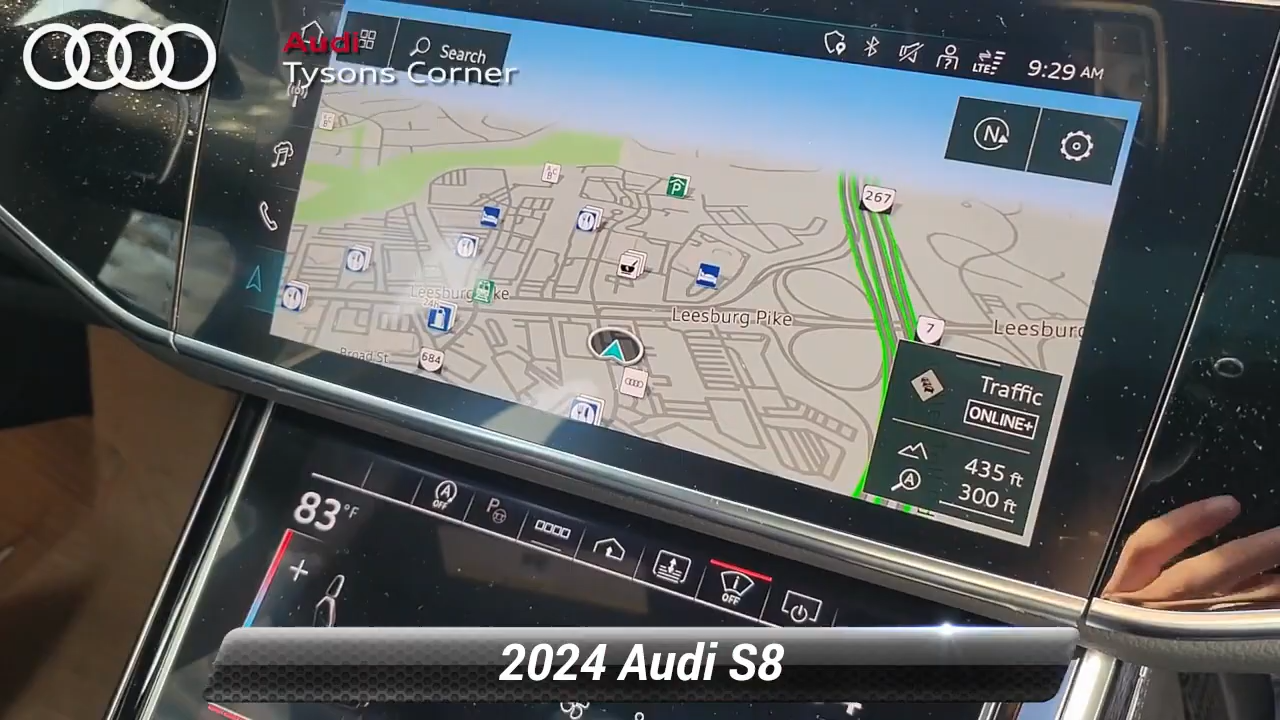 Audi
Tysons Corner
Search
LTE
9:29 AM
N
267
P
Leesburg Pike
Leesburg Pike
7
Leesburg
24h
Broad St
684
Traffic
ONLINE+
435 ft
A
300 ft
83°F
A
OFF
P
OFF
2024 Audi S8